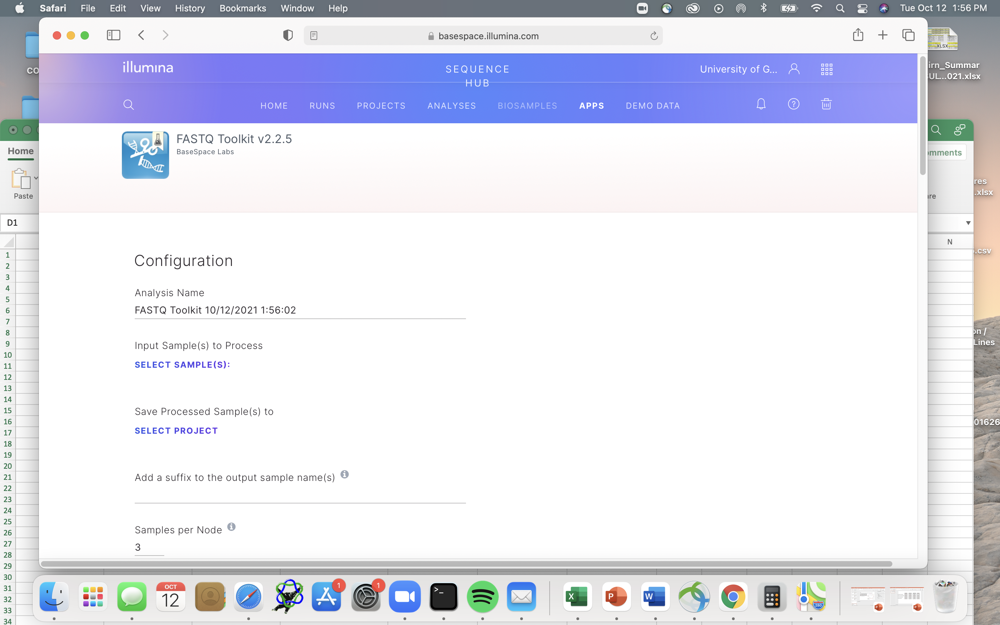 Safari File Edit View History Bookmarks Window Help Tue Oct 12 1:56 PM
basespace.illumina.com
illumina
SEQUENCE
HUB
University of G...
HOME RUNS PROJECTS ANALYSES BIOSAMPLES APPS DEMO DATA
FASTQ Toolkit v2.2.5
BaseSpace Labs
Configuration
Analysis Name
FASTQ Toolkit 10/12/2021 1:56:02
Input Sample(s) to Process
SELECT SAMPLE(S):
Save Processed Sample(s) to
SELECT PROJECT
Add a suffix to the output sample name(s)
Samples per Node
3
CO
Home
Paste
D1
1
2
3
4
5
6
7
8
9
10
11
12
13
14
15
16
17
18
19
20
21
22
23
24
25
26
27
28
29
30
31
32
33
34
XLSX
irn_Summar
UL...021.xlsx
omments
res
.xlsx
are
N
.csv
on /
Lines
01626
OCT
12
1
1
>_
X
P
W
280
P
P